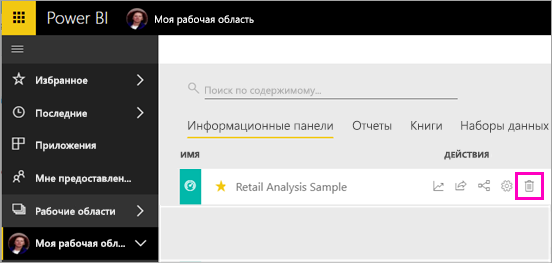 Power BI Моя рабочая область
Избранное
Последние
Приложения
Мне предоставлен...
Рабочие области
Моя рабочая обл...
Поиск по содержимому...
Информационные панели Отчеты Книги Наборы данных
ИМЯ ДЕЙСТВИЯ
Retail Analysis Sample